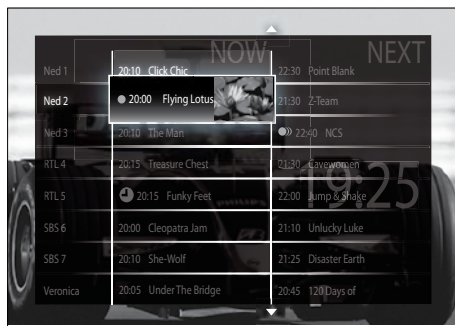 NOW NEXT
Ned 1 20:10 Click Chic 22:30 Point Blank
Ned 2 20:00 Flying Lotus 21:30 Z-Team
Ned 3 20:10 The Man 22:40 NCS
RTL 4 20:15 Treasure Chest 21:30 Cavewomen
19:25
RTL 5 20:15 Funky Feet 22:00 Jump & Shake
SBS 6 20:00 Cleopatra Jam 21:10 Unlucky Luke
SBS 7 20:10 She-Wolf 21:25 Disaster Earth
Veronica 20:05 Under The Bridge 20:45 120 Days of